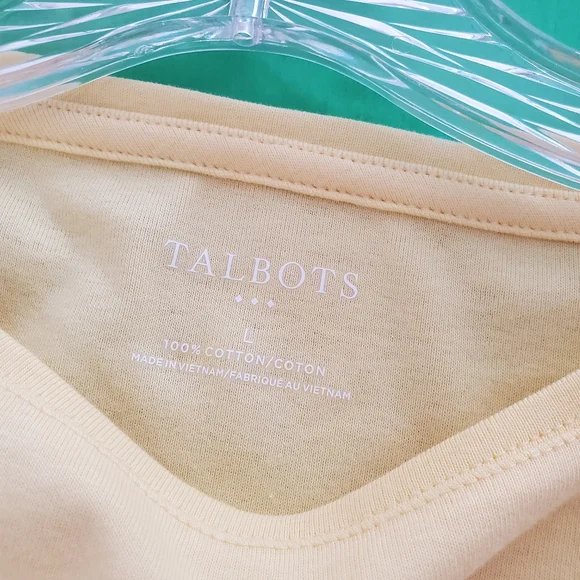 TALBOTS
L
100% COTTON/COTON
MADE IN VIETNAM/FABRIQUE AU VIETNAM